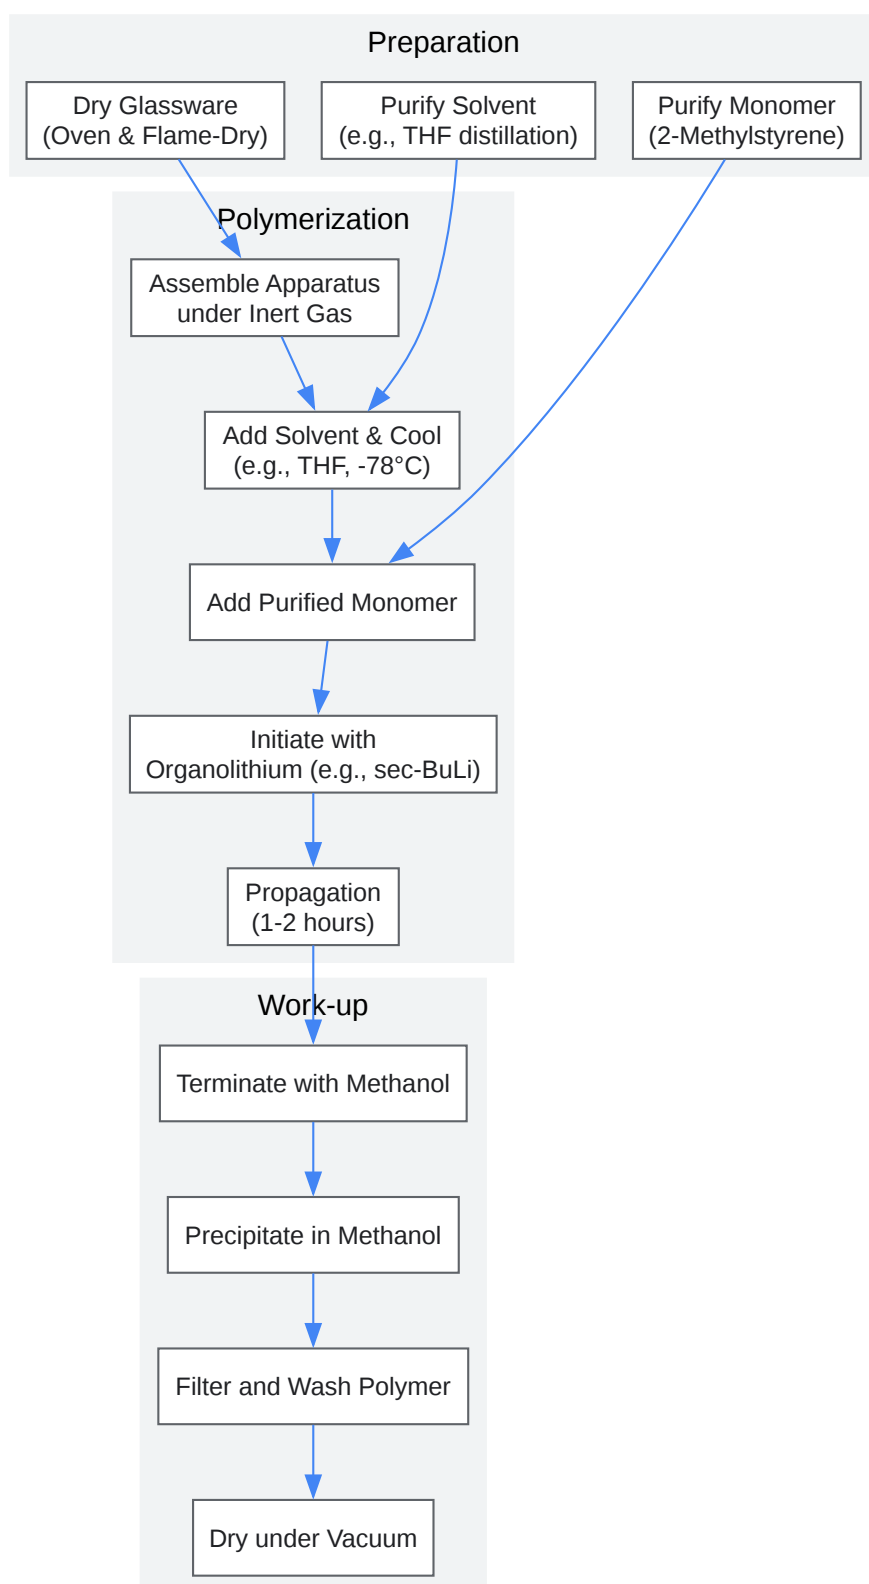 Preparation
Dry Glassware
(Oven & Flame-Dry)
Purify Solvent
(e.g., THF distillation)
Purify Monomer
(2-Methylstyrene)
Polymerization
Assemble Apparatus
under Inert Gas
Add Solvent & Cool
(e.g., THF, -78°C)
Add Purified Monomer
Initiate with
Organolithium (e.g., sec-BuLi)
Propagation
(1-2 hours)
Work-up
Terminate with Methanol
Precipitate in Methanol
Filter and Wash Polymer
Dry under Vacuum